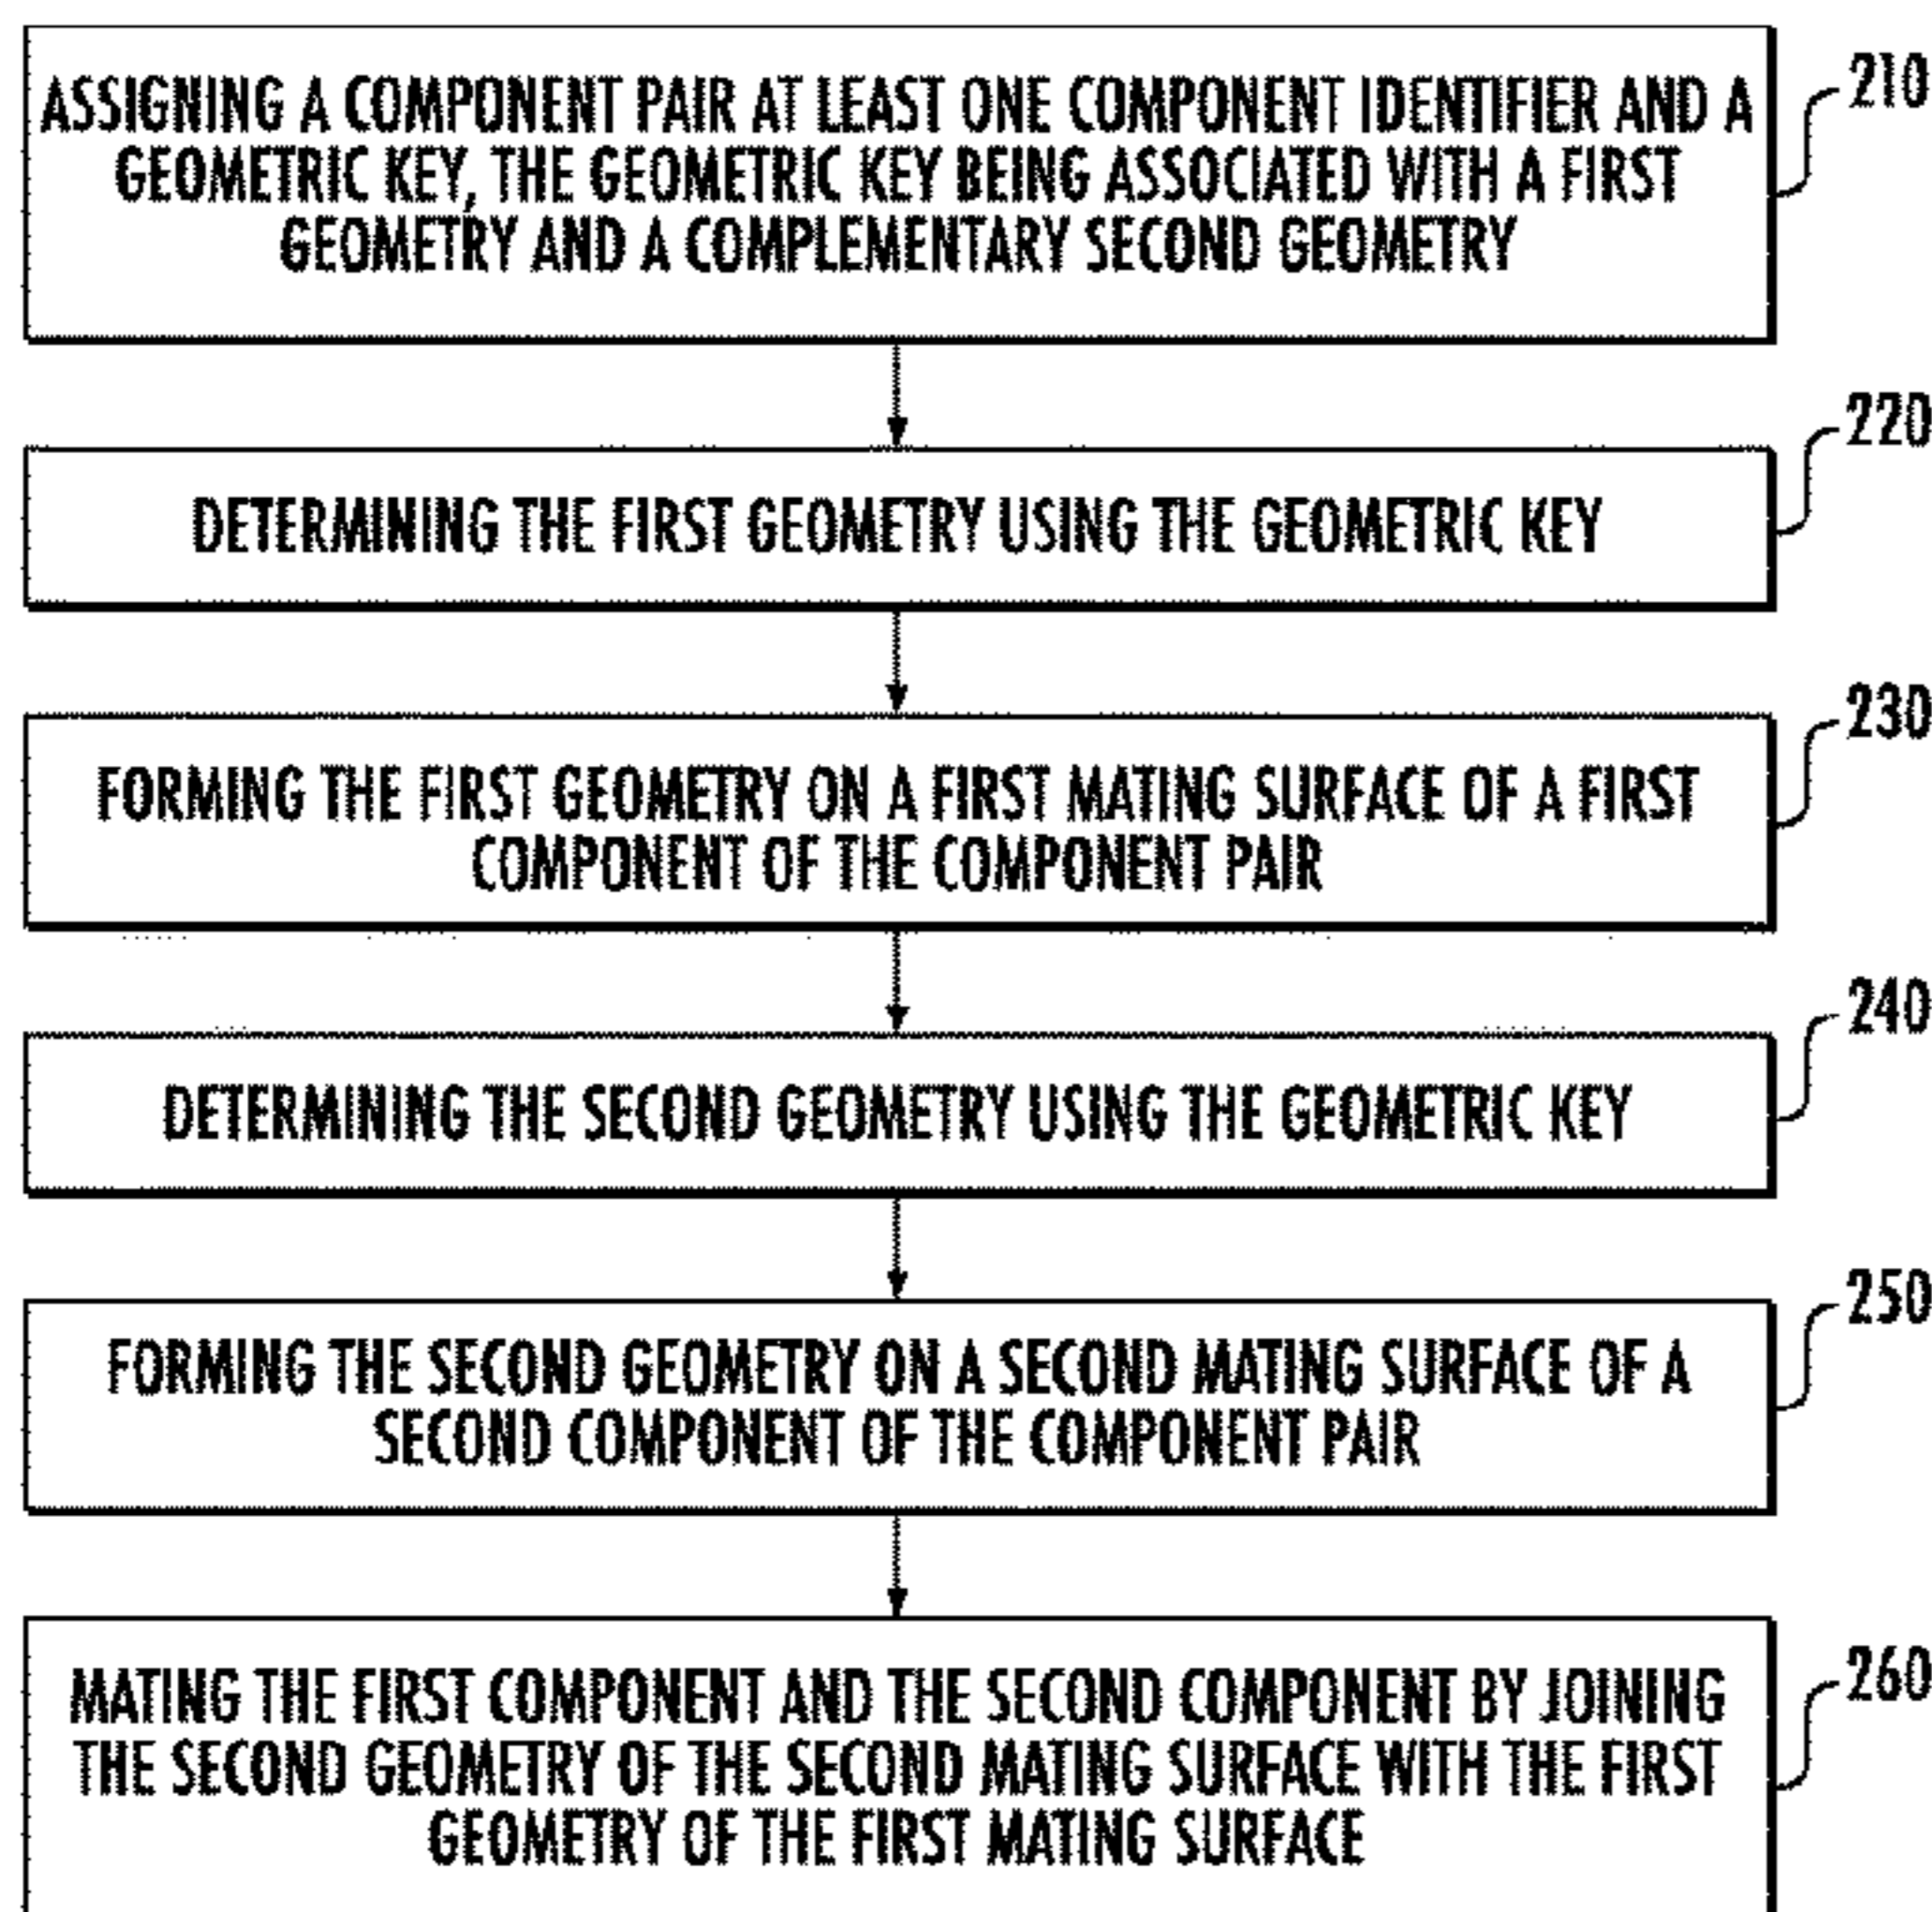 ASSIGNING A COMPONENT PAIR AT LEAST ONE COMPONENT IDENTIFIER AND A
GEOMETRIC KEY, THE GEOMETRIC KEY BEING ASSOCIATED WITH A FIRST
GEOMETRY AND A COMPLEMENTARY SECOND GEOMETRY
210
DETERMINING THE FIRST GEOMETRY USING THE GEOMETRIC KEY
220
FORMING THE FIRST GEOMETRY ON A FIRST MATING SURFACE OF A FIRST
COMPONENT OF THE COMPONENT PAIR
230
DETERMINING THE SECOND GEOMETRY USING THE GEOMETRIC KEY
240
FORMING THE SECOND GEOMETRY ON A SECOND MATING SURFACE OF A
SECOND COMPONENT OF THE COMPONENT PAIR
250
MATING THE FIRST COMPONENT AND THE SECOND COMPONENT BY JOINING
THE SECOND GEOMETRY OF THE SECOND MATING SURFACE WITH THE FIRST
GEOMETRY OF THE FIRST MATING SURFACE
260